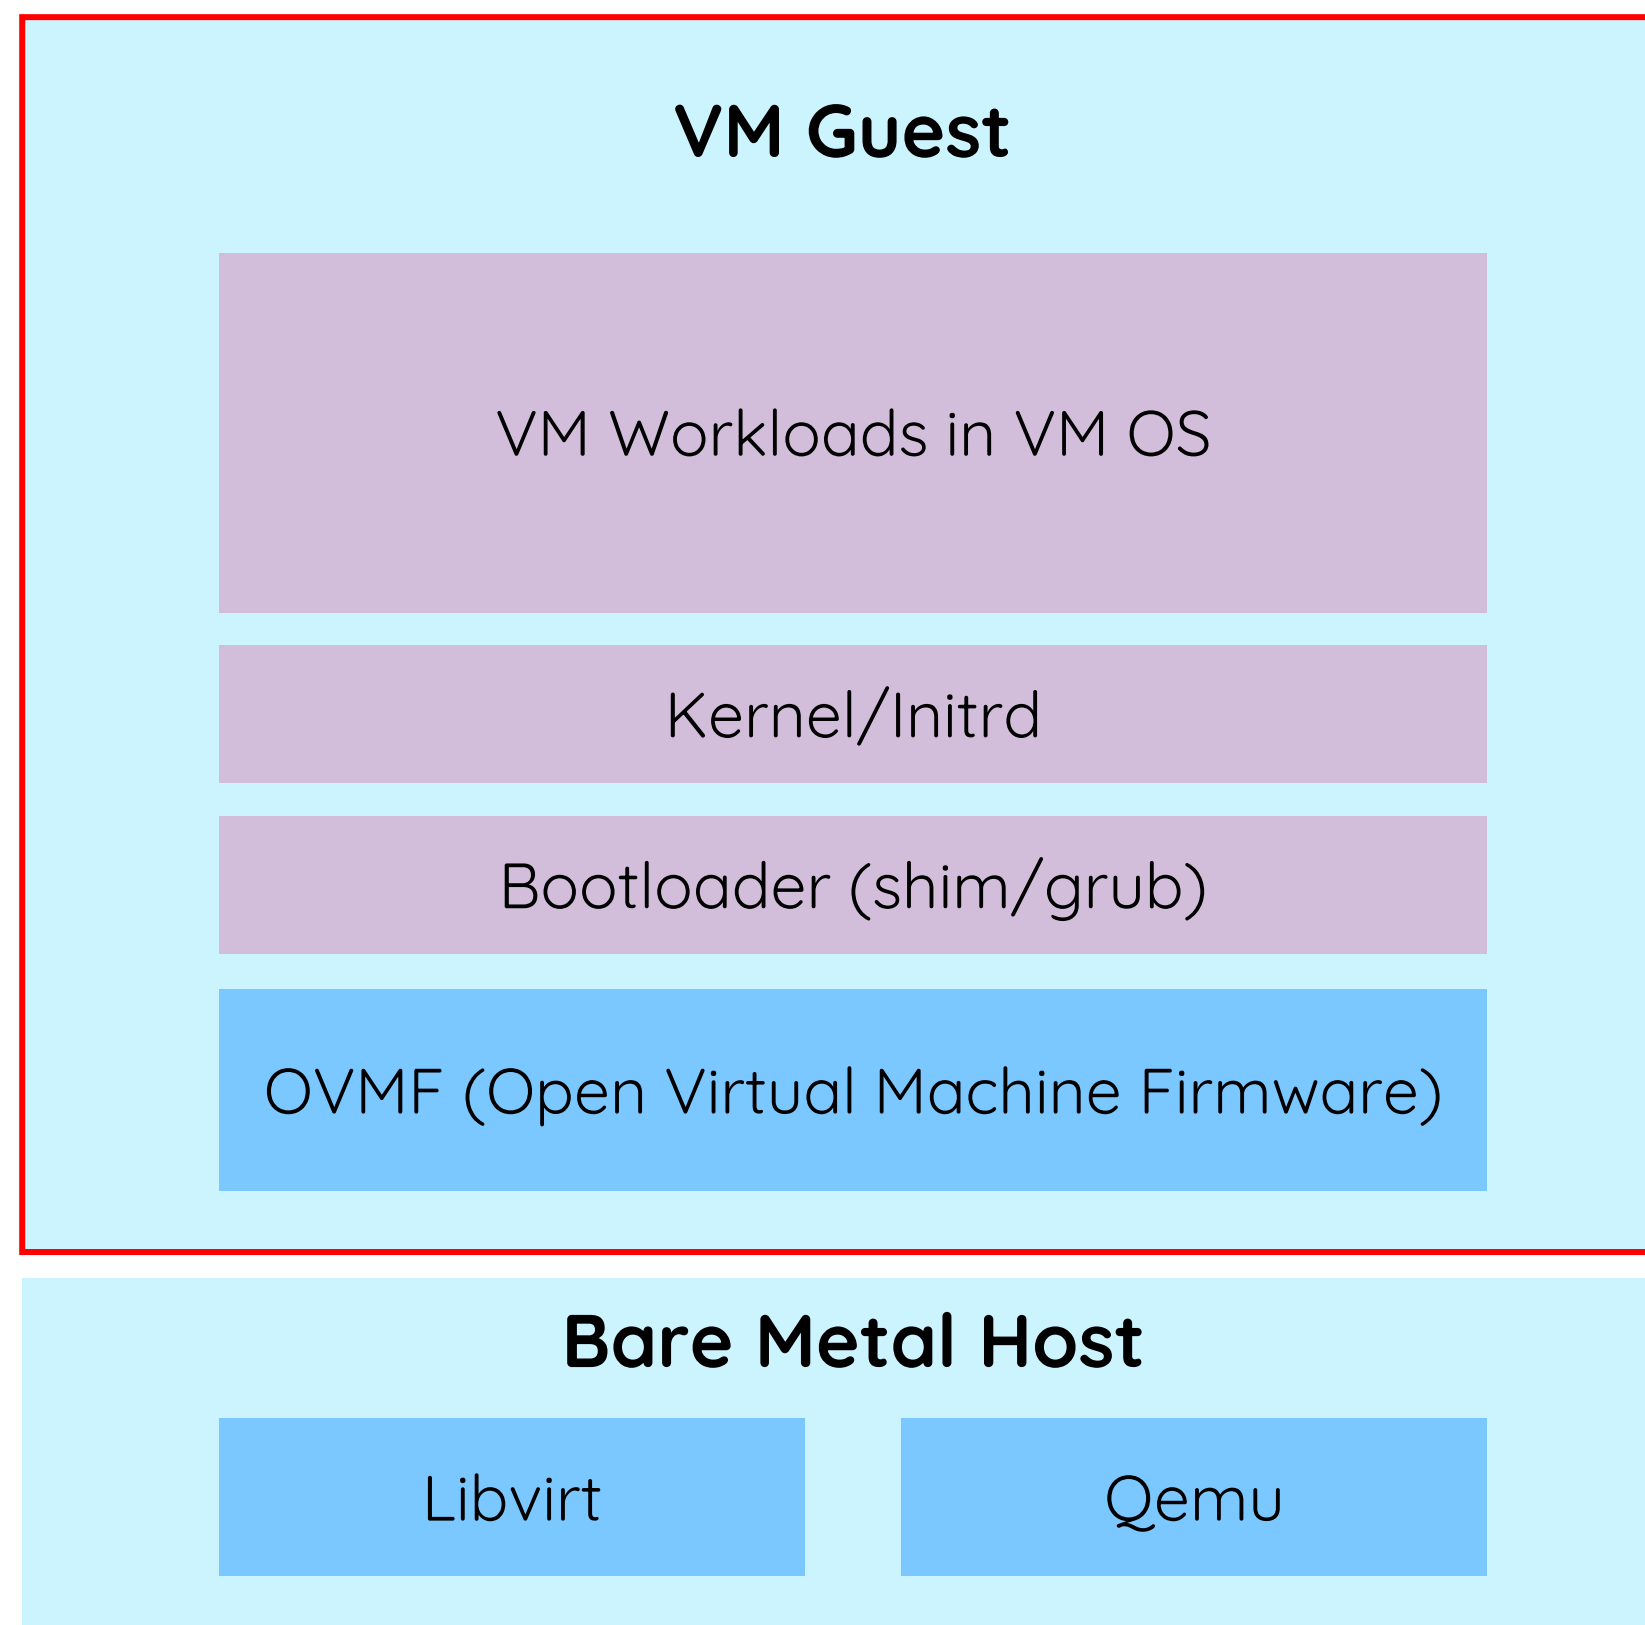 VM Guest
VM Workloads in VM OS
Kernel/Initrd
Bootloader (shim/grub)
OVMF (Open Virtual Machine Firmware)
Bare Metal Host
Libvirt
Qemu